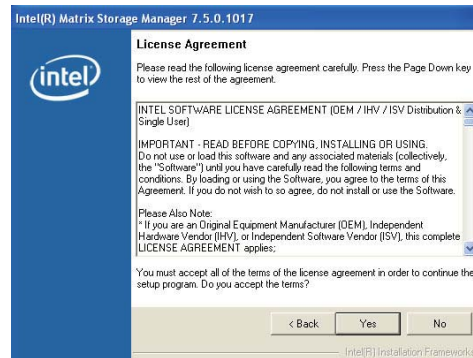 Intel(R) Matrix Storage Manager 7.5.0.1017
intel
License Agreement
Please read the following license agreement carefully. Press the Page Down key
to view the rest of the agreement.
INTEL SOFTWARE LICENSE AGREEMENT (OEM / IHV / ISV Distribution &
Single User)
IMPORTANT - READ BEFORE COPYING, INSTALLING OR USING.
Do not use or load this software and any associated materials (collectively,
the "Software") until you have carefully read the following terms and
conditions. By loading or using the Software, you agree to the terms of this
Agreement. If you do not wish to so agree, do not install or use the Software.
Please Also Note:
* If you are an Original Equipment Manufacturer (OEM), Independent
Hardware Vendor (IHV), or Independent Software Vendor (ISV), this complete
LICENSE AGREEMENT applies;
You must accept all of the terms of the license agreement in order to continue the
setup program. Do you accept the terms?
< Back Yes No
Intel(R) Installation Framework